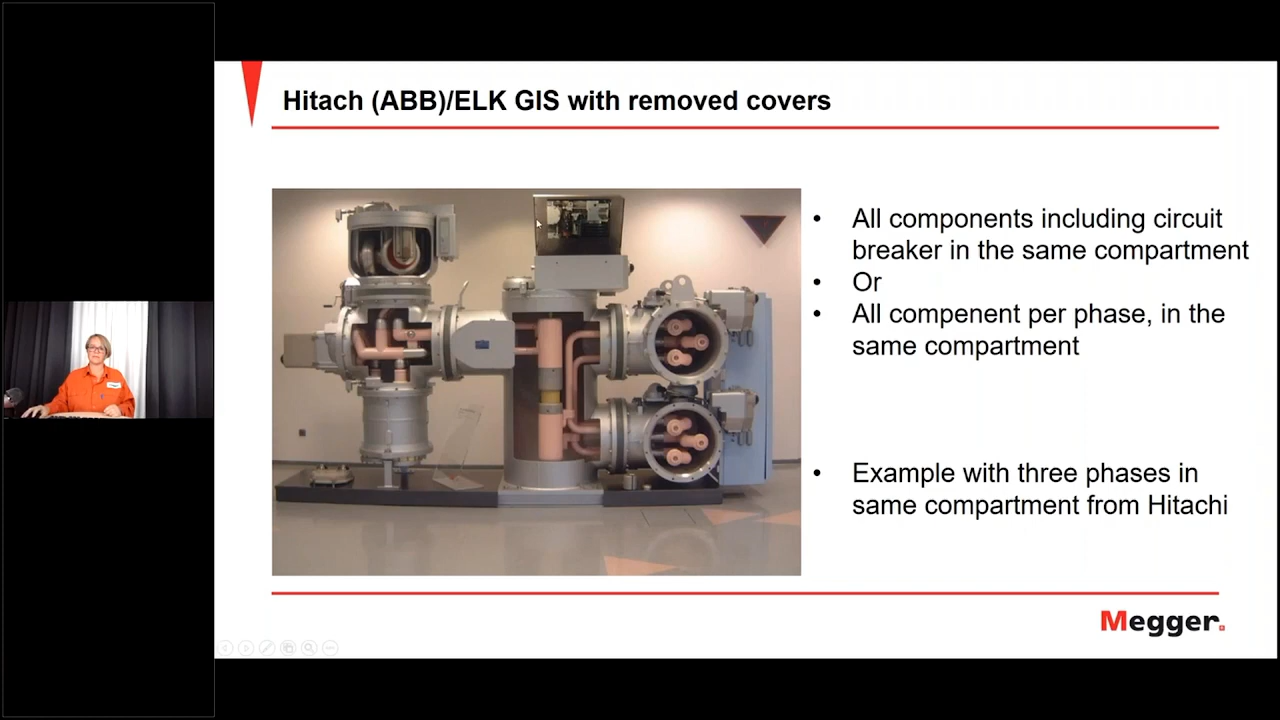 Hitach (ABB)/ELK GIS with removed covers
• All components including circuit
breaker in the same compartment
• Or
• All compenent per phase, in the
same compartment
• Example with three phases in
same compartment from Hitachi
Megger.